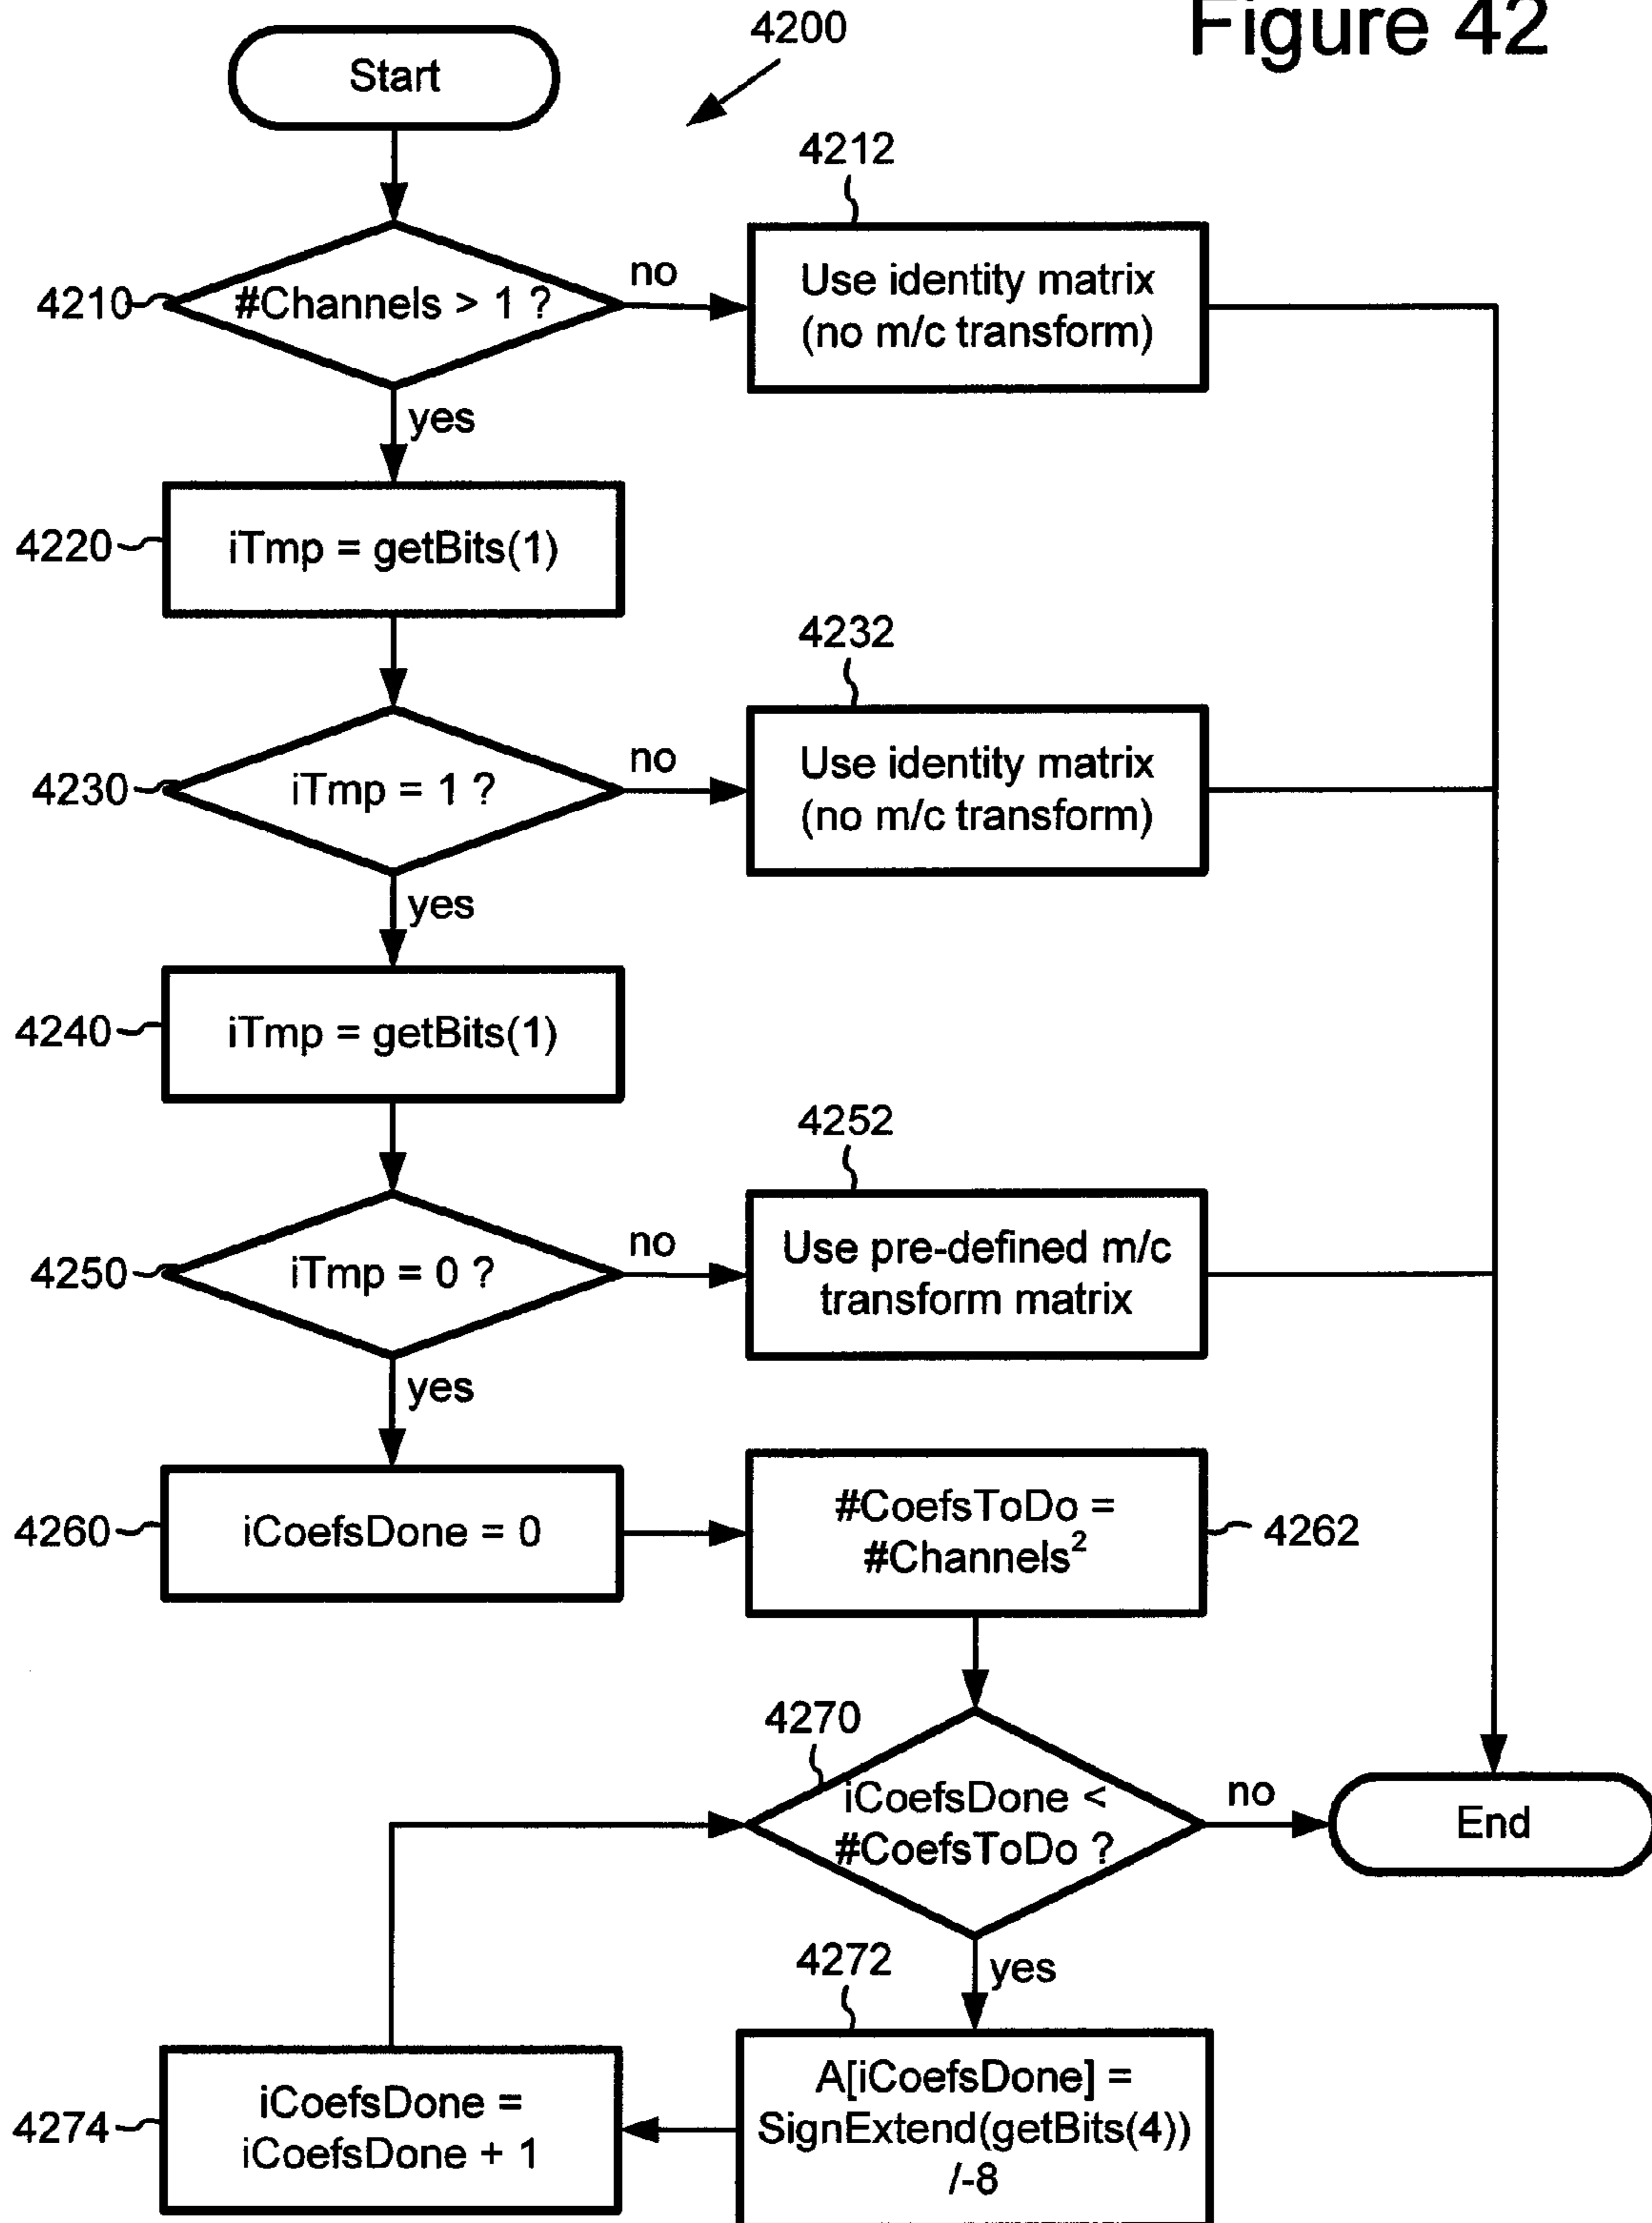 Figure 42
4200
Start
4212
4210
#Channels > 1 ?
no
Use identity matrix
(no m/c transform)
yes
4220
iTmp = getBits(1)
4232
4230
iTmp = 1 ?
no
Use identity matrix
(no m/c transform)
yes
4240
iTmp = getBits(1)
4252
4250
iTmp = 0 ?
no
Use pre-defined m/c
transform matrix
yes
4260
iCoefsDone = 0
#CoefsToDo =
#Channels²
4262
4270
iCoefsDone <
#CoefsToDo ?
no
End
yes
4272
A[iCoefsDone] =
SignExtend(getBits(4))
/-8
4274
iCoefsDone =
iCoefsDone + 1